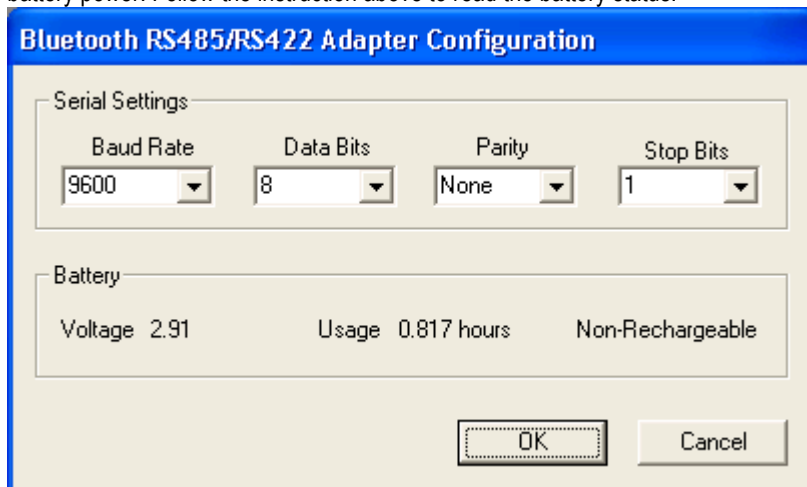 Bluetooth RS485/RS422 Adapter Configuration
Serial Settings
Baud Rate Data Bits Parity Stop Bits
9600 8 None 1
Battery
Voltage 2.91 Usage 0.817 hours Non-Rechargeable
OK Cancel